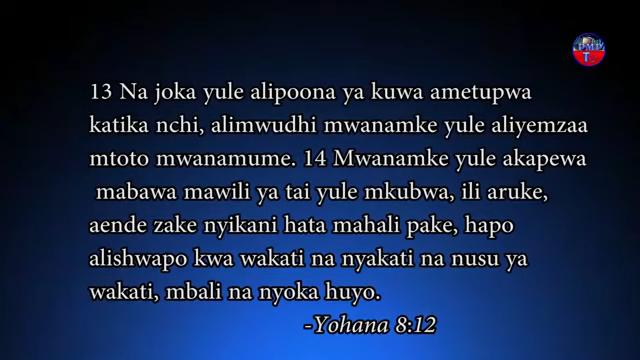 PMP
T
13 Na joka yule alipoona ya kuwa ametupwa
katika nchi, alimwudhi mwanamke yule aliyemzaa
mtoto mwanamume. 14 Mwanamke yule akapewa
mabawa mawili ya tai yule mkubwa, ili aruke,
aende zake nyikani hata mahali pake, hapo
alishwapo kwa wakati na nyakati na nusu ya
wakati, mbali na nyoka huyo.
-Yohana 8:12